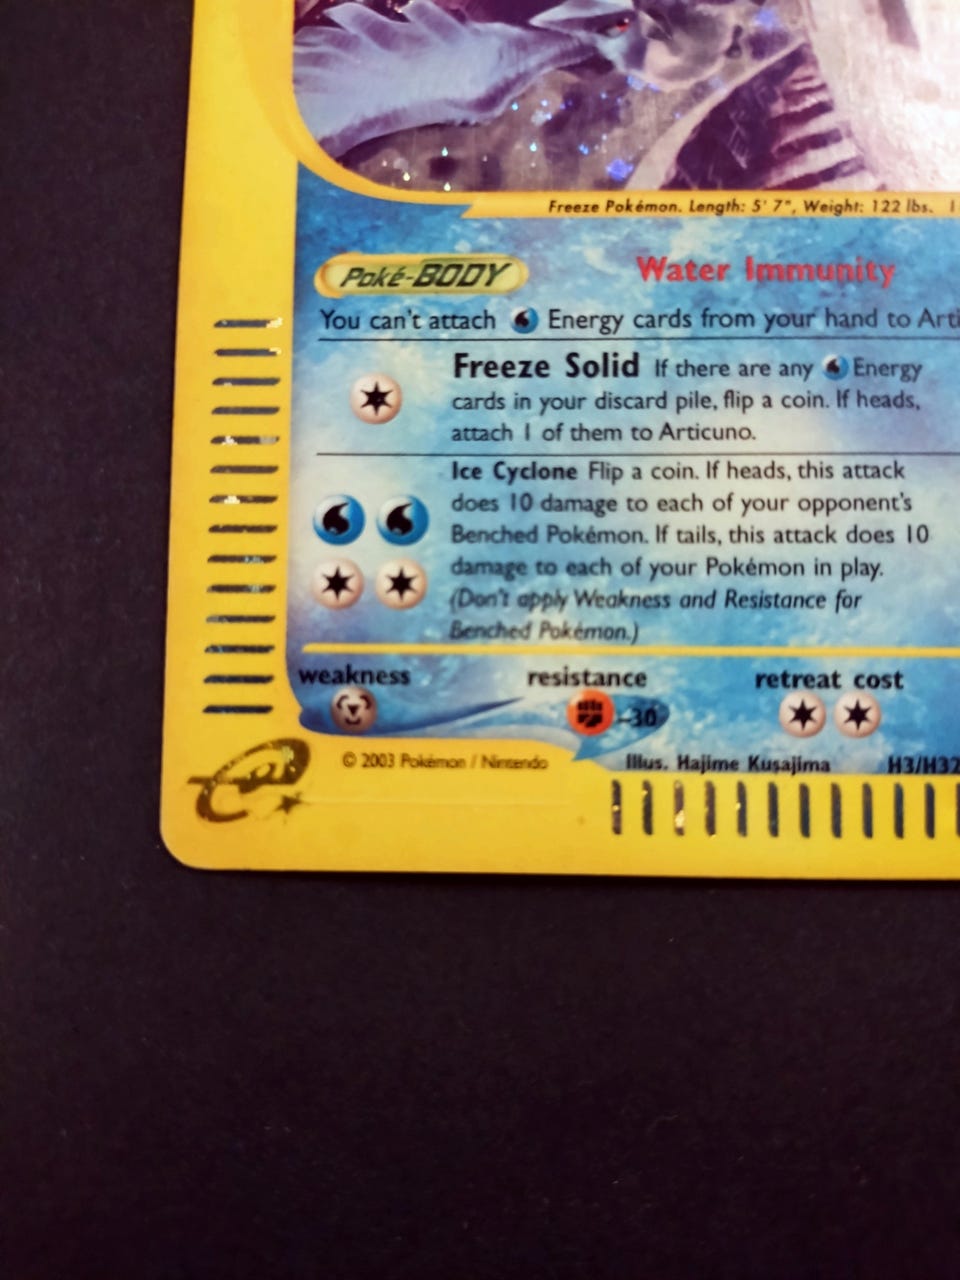 Freeze Pokémon. Length: 5' 7", Weight: 122 lbs.
Poké-BODY Water Immunity
You can't attach Energy cards from your hand to Arti
Freeze Solid If there are any Energy
cards in your discard pile, flip a coin. If heads,
attach 1 of them to Articuno.
Ice Cyclone Flip a coin. If heads, this attack
does 10 damage to each of your opponent's
Benched Pokémon. If tails, this attack does 10
damage to each of your Pokémon in play.
(Don't apply Weakness and Resistance for
Benched Pokémon.)
weakness resistance retreat cost
-30
© 2003 Pokémon / Nintendo Illus. Hajime Kusajima H3/H32